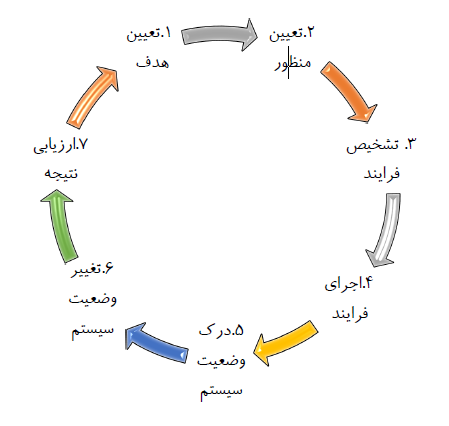 ۱.تعیین
هدف
۲.تعیین
منظور
۳. تشخیص
فرایند
۴.اجرای
فرایند
۵.درک
وضعیت
سیستم
۶.تغییر
وضعیت
سیستم
۷.ارزیابی
نتیجه